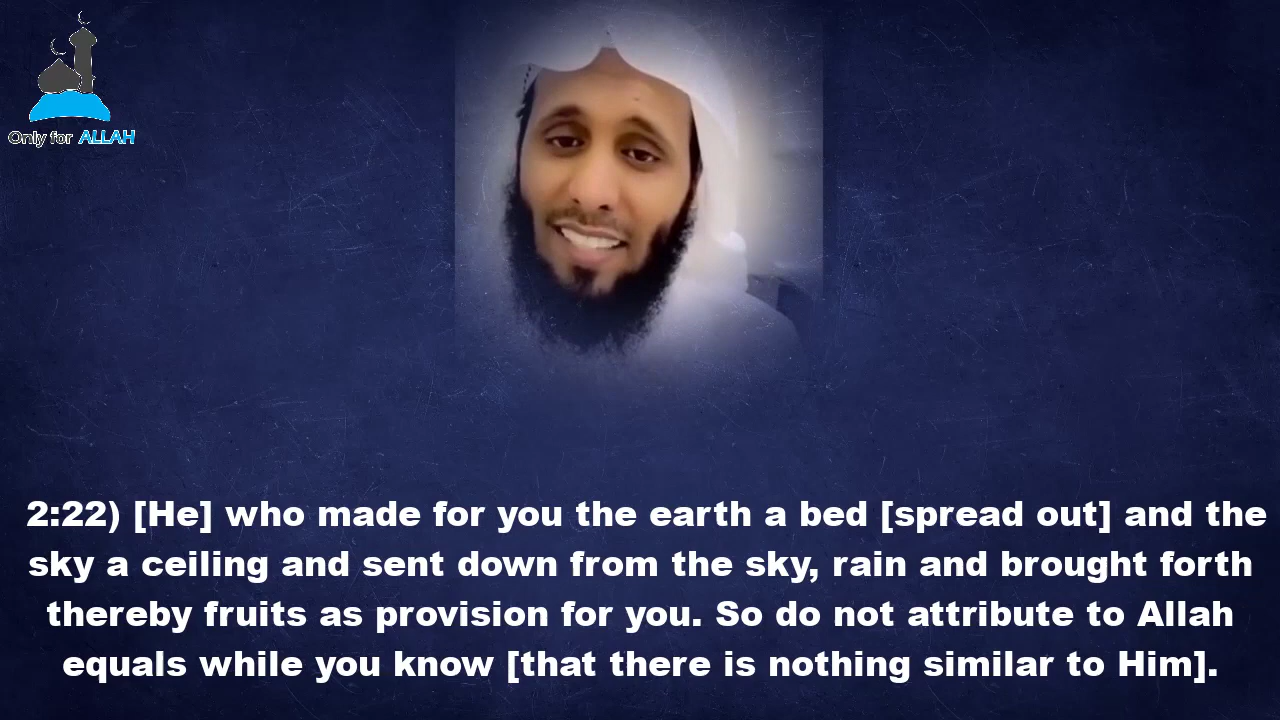 Only for ALLAH
2:22) [He] who made for you the earth a bed [spread out] and the
sky a ceiling and sent down from the sky, rain and brought forth
thereby fruits as provision for you. So do not attribute to Allah
equals while you know [that there is nothing similar to Him].